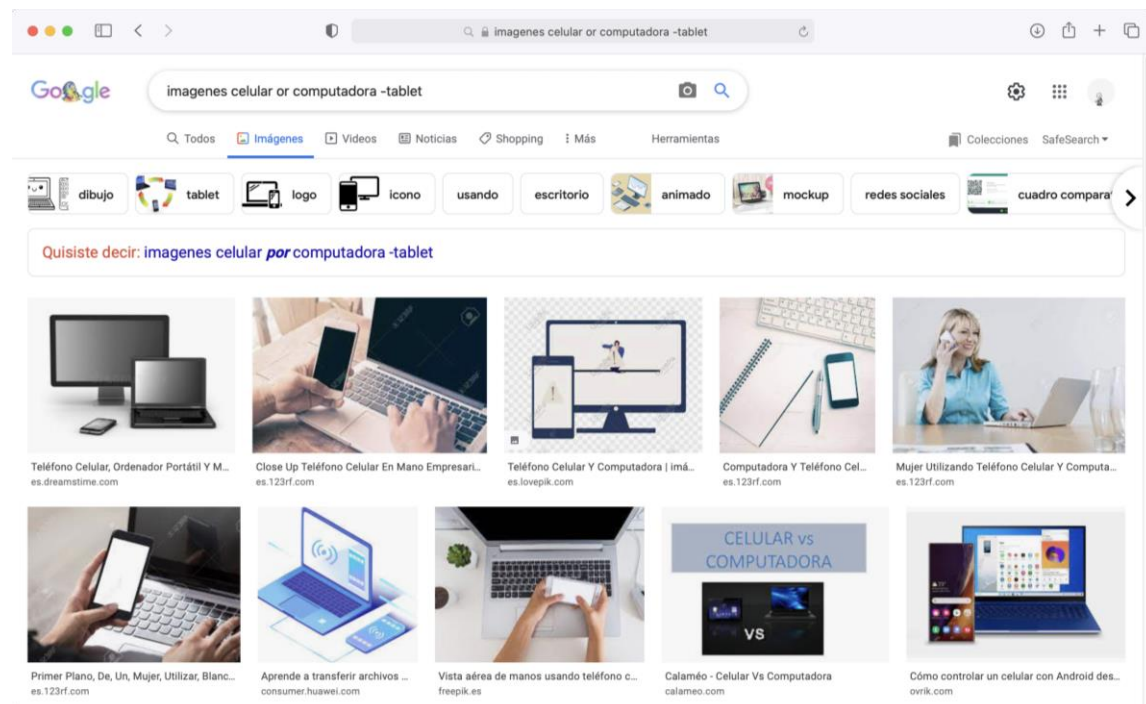 imagenes celular or computadora -tablet
Google
imagenes celular or computadora -tablet
Todos
Imágenes
Videos
Noticias
Shopping
Más
Herramientas
Colecciones
SafeSearch
dibujo
tablet
logo
icono
usando
escritorio
animado
mockup
redes sociales
cuadro compara
Quisiste decir: imagenes celular por computadora -tablet
Teléfono Celular, Ordenador Portátil Y M...
es.dreamstime.com
Close Up Teléfono Celular En Mano Empresari...
es.123rf.com
Teléfono Celular Y Computadora | imá...
es.lovepik.com
Computadora Y Teléfono Cel...
es.123rf.com
Mujer Utilizando Teléfono Celular Y Computa...
es.123rf.com
CELULAR vs
COMPUTADORA
VS
Primer Plano, De, Un, Mujer, Utilizar, Blanc...
es.123rf.com
Aprende a transferir archivos ...
consumer.huawei.com
Vista aérea de manos usando teléfono c...
freepik.es
Calaméo - Celular Vs Computadora
calameo.com
Cómo controlar un celular con Android des...
ovrik.com